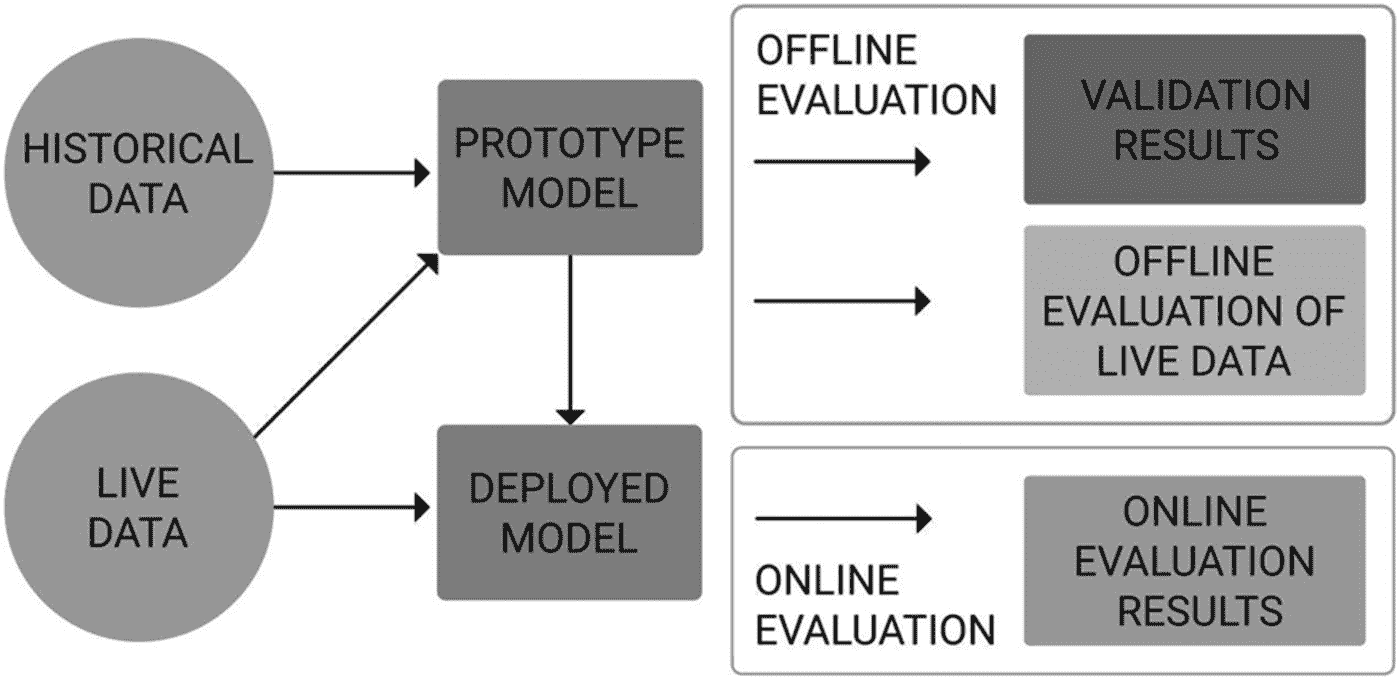 HISTORICAL
DATA
PROTOTYPE
MODEL
LIVE
DATA
DEPLOYED
MODEL
OFFLINE
EVALUATION
VALIDATION
RESULTS
OFFLINE
EVALUATION OF
LIVE DATA
ONLINE
EVALUATION
ONLINE
EVALUATION
RESULTS